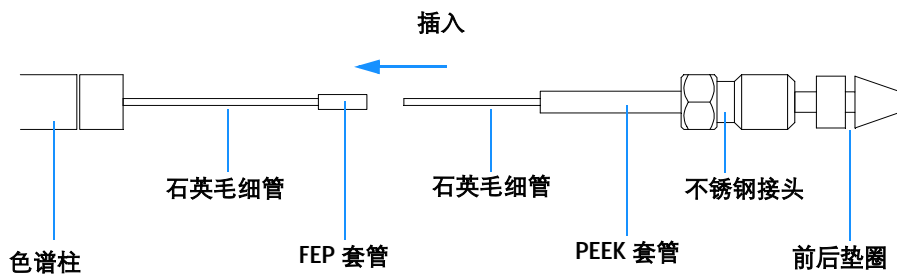 插入
石英毛细管
石英毛细管
不锈钢接头
色谱柱
FEP 套管
PEEK 套管
前后垫圈